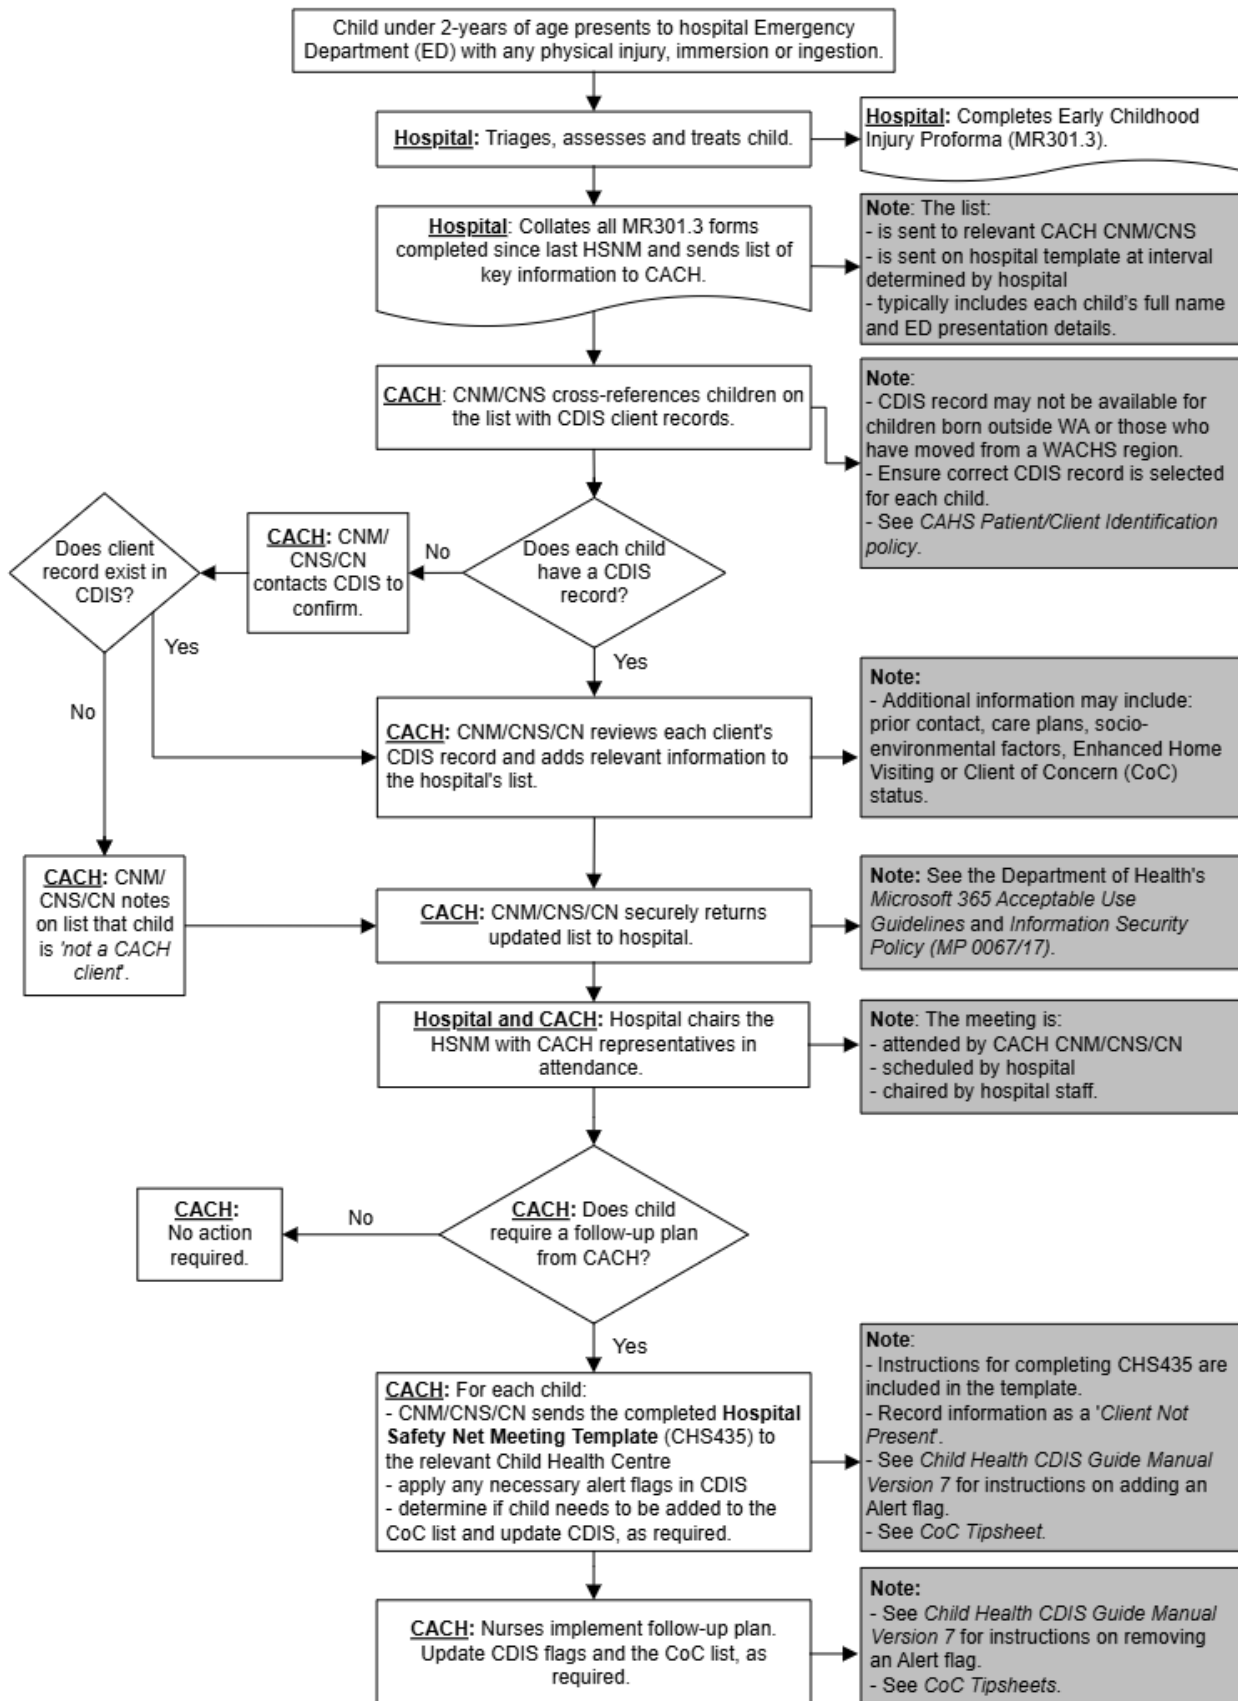 Child under 2-years of age presents to hospital Emergency
Department (ED) with any physical injury, immersion or ingestion.
Hospital: Triages, assesses and treats child.
Hospital: Completes Early Childhood
Injury Proforma (MR301.3).
Hospital: Collates all MR301.3 forms
completed since last HSNM and sends list of
key information to CACH.
Note: The list:
- is sent to relevant CACH CNM/CNS
- is sent on hospital template at interval
determined by hospital
- typically includes each child's full name
and ED presentation details.
CACH: CNM/CNS cross-references children on
the list with CDIS client records.
Note:
- CDIS record may not be available for
children born outside WA or those who
have moved from a WACHS region.
- Ensure correct CDIS record is selected
for each child.
- See CAHS Patient/Client Identification
policy.
Does each child
have a CDIS
record?
No
CACH: CNM/
CNS/CN
contacts CDIS to
confirm.
Does client
record exist in
CDIS?
Yes
No
Yes
CACH: CNM/CNS/CN reviews each client's
CDIS record and adds relevant information to
the hospital's list.
Note:
- Additional information may include:
prior contact, care plans, socio-
environmental factors, Enhanced Home
Visiting or Client of Concern (CoC)
status.
CACH: CNM/
CNS/CN notes
on list that child
is 'not a CACH
client'.
CACH: CNM/CNS/CN securely returns
updated list to hospital.
Note: See the Department of Health's
Microsoft 365 Acceptable Use
Guidelines and Information Security
Policy (MP 0067/17).
Hospital and CACH: Hospital chairs the
HSNM with CACH representatives in
attendance.
Note: The meeting is:
- attended by CACH CNM/CNS/CN
- scheduled by hospital
- chaired by hospital staff.
CACH: Does child
require a follow-up plan
from CACH?
No
CACH:
No action
required.
Yes
CACH: For each child:
- CNM/CNS/CN sends the completed Hospital
Safety Net Meeting Template (CHS435) to
the relevant Child Health Centre
- apply any necessary alert flags in CDIS
- determine if child needs to be added to the
CoC list and update CDIS, as required.
Note:
- Instructions for completing CHS435 are
included in the template.
- Record information as a 'Client Not
Present'.
- See Child Health CDIS Guide Manual
Version 7 for instructions on adding an
Alert flag.
- See CoC Tipsheet.
CACH: Nurses implement follow-up plan.
Update CDIS flags and the CoC list, as
required.
Note:
- See Child Health CDIS Guide Manual
Version 7 for instructions on removing
an Alert flag.
- See CoC Tipsheets.